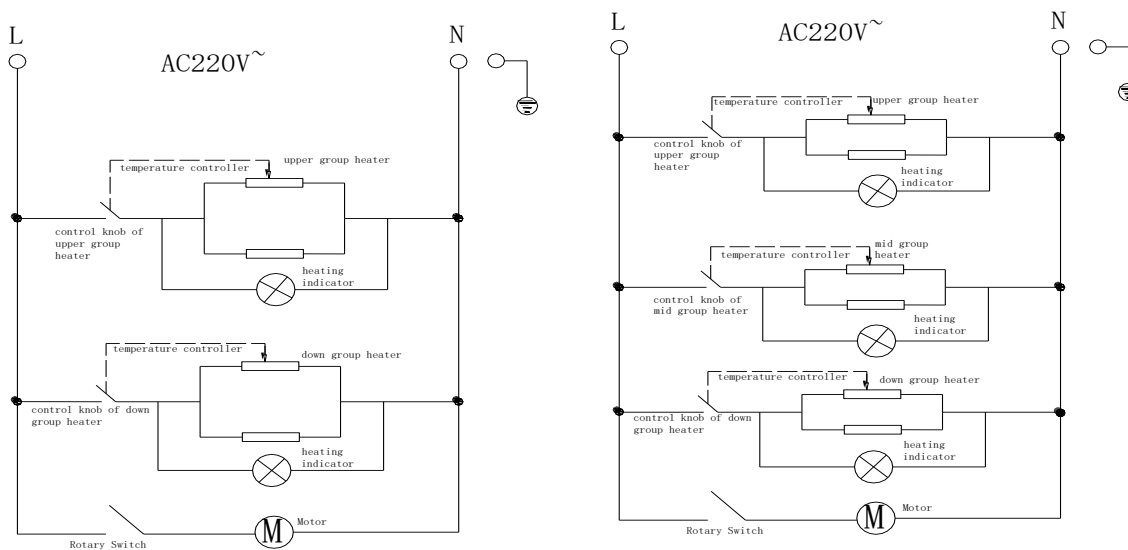 L
N
AC220V~
upper group heater
temperature controller
control knob of
upper group
heater
heating
indicator
temperature controller
down group heater
control knob of down
group heater
heating
indicator
M
Motor
Rotary Switch
L
N
AC220V~
temperature controller
upper group heater
control knob of
upper group
heater
heating
indicator
mid group
heater
temperature controller
control knob of
mid group heater
heating
indicator
temperature controller
down group heater
control knob of down
group heater
heating
indicator
M
Motor
Rotary Switch